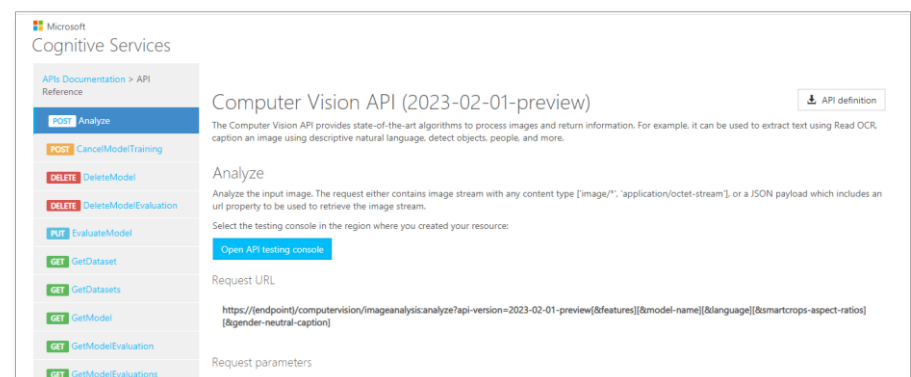 Microsoft
Cognitive Services
APIs Documentation > API
Reference
POST Analyze
POST CancelModelTraining
DELETE DeleteModel
DELETE DeleteModelEvaluation
PUT EvaluateModel
GET GetDataset
GET GetDatasets
GET GetModel
GET GetModelEvaluation
GET GetModelEvaluations
Computer Vision API (2023-02-01-preview)
API definition
The Computer Vision API provides state-of-the-art algorithms to process images and return information. For example, it can be used to extract text using Read OCR,
caption an image using descriptive natural language, detect objects, people, and more.
Analyze
Analyze the input image. The request either contains image stream with any content type ['image/*', 'application/octet-stream'], or a JSON payload which includes an
url property to be used to retrieve the image stream.
Select the testing console in the region where you created your resource:
Open API testing console
Request URL
https://{endpoint}/computervision/imageanalysis:analyze?api-version=2023-02-01-preview[&features][&model-name][&language][&smartcrops-aspect-ratios]
[&gender-neutral-caption]
Request parameters